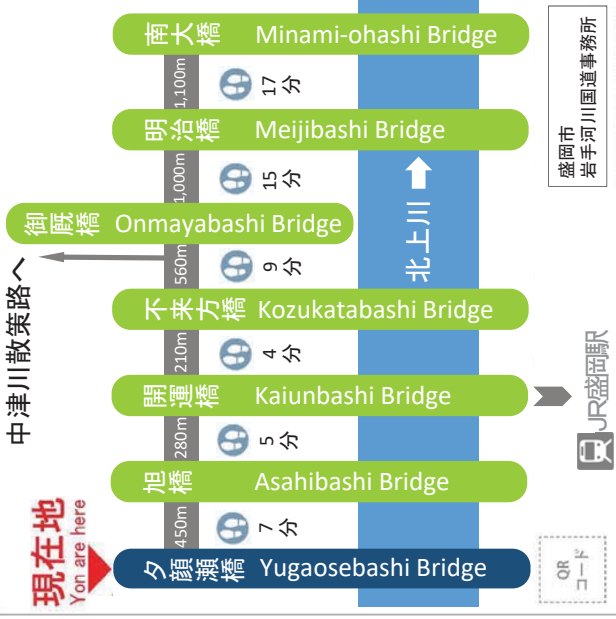 現在地
Yon are here
中津川散策路へ
南大橋 Minami-ohashi Bridge
1,100m
17分
明治橋 Meijibashi Bridge
1,000m
15分
御厩橋 Onmayabashi Bridge
560m
9分
不来方橋 Kozukatabashi Bridge
210m
4分
開運橋 Kaiunbashi Bridge
280m
5分
旭橋 Asahibashi Bridge
450m
7分
夕顔瀬橋 Yugaosebashi Bridge
北上川
JR盛岡駅
盛岡市
岩手河川国道事務所
QR
コード